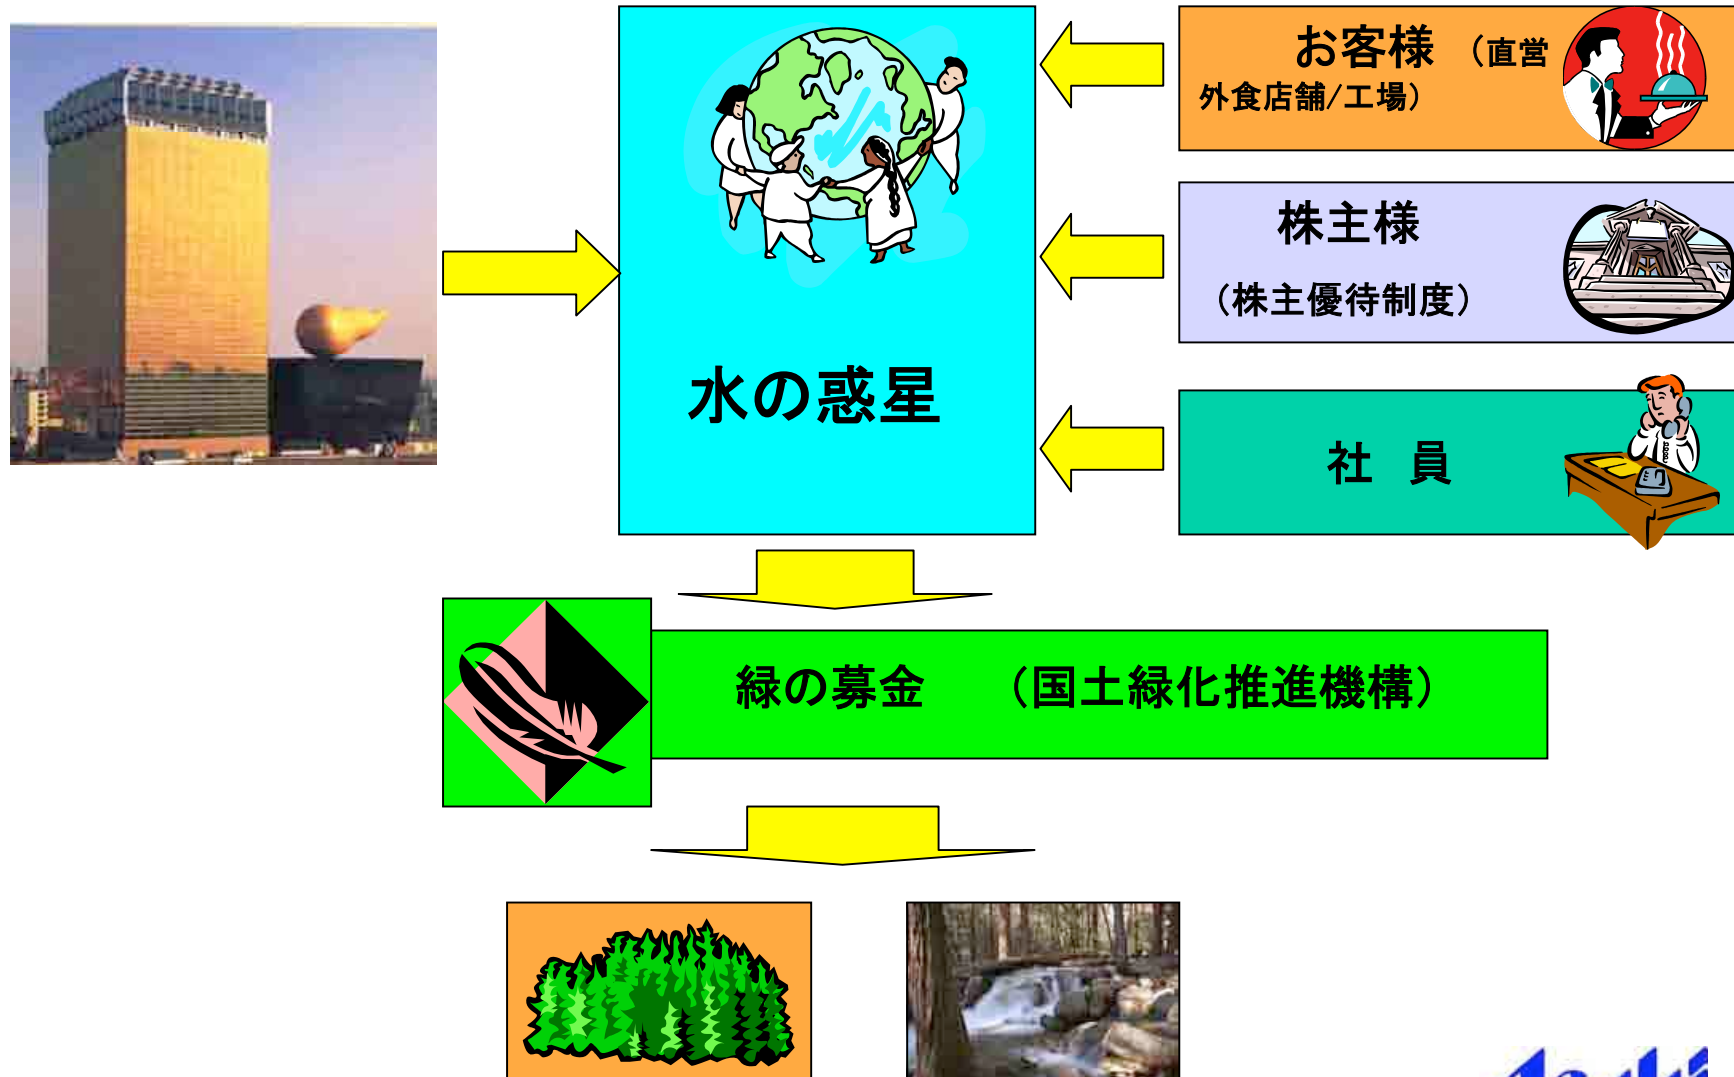 お客様 (直営
外食店舗/工場)
株主様
(株主優待制度)
水の惑星
社 員
緑の募金 (国土緑化推進機構)